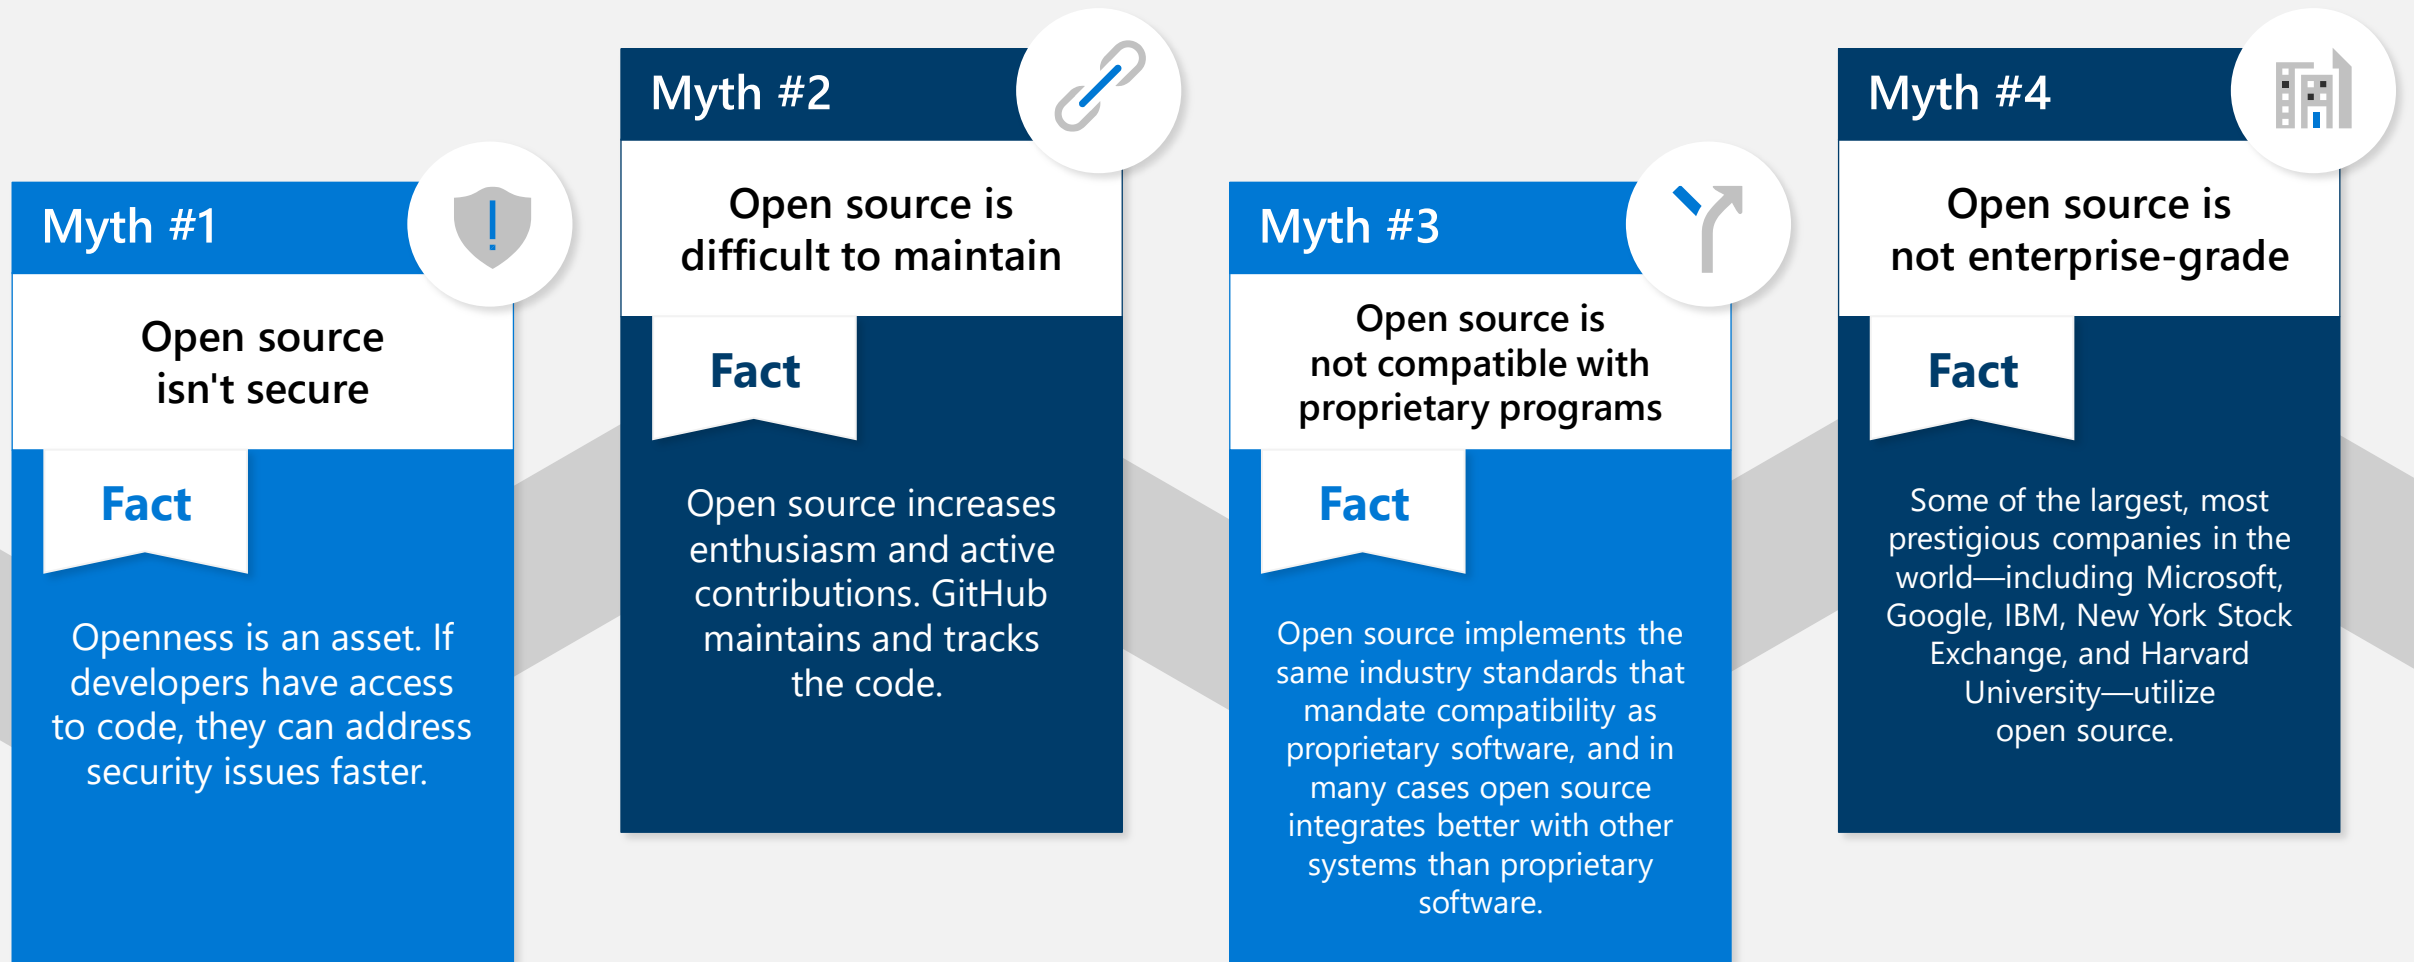 Myth #1
Open source
isn't secure
Fact
Openness is an asset. If
developers have access
to code, they can address
security issues faster.
Myth #2
Open source is
difficult to maintain
Fact
Open source increases
enthusiasm and active
contributions. GitHub
maintains and tracks
the code.
Myth #3
Open source is
not compatible with
proprietary programs
Fact
Open source implements the
same industry standards that
mandate compatibility as
proprietary software, and in
many cases open source
integrates better with other
systems than proprietary
software.
Myth #4
Open source is
not enterprise-grade
Fact
Some of the largest, most
prestigious companies in the
world—including Microsoft,
Google, IBM, New York Stock
Exchange, and Harvard
University—utilize
open source.